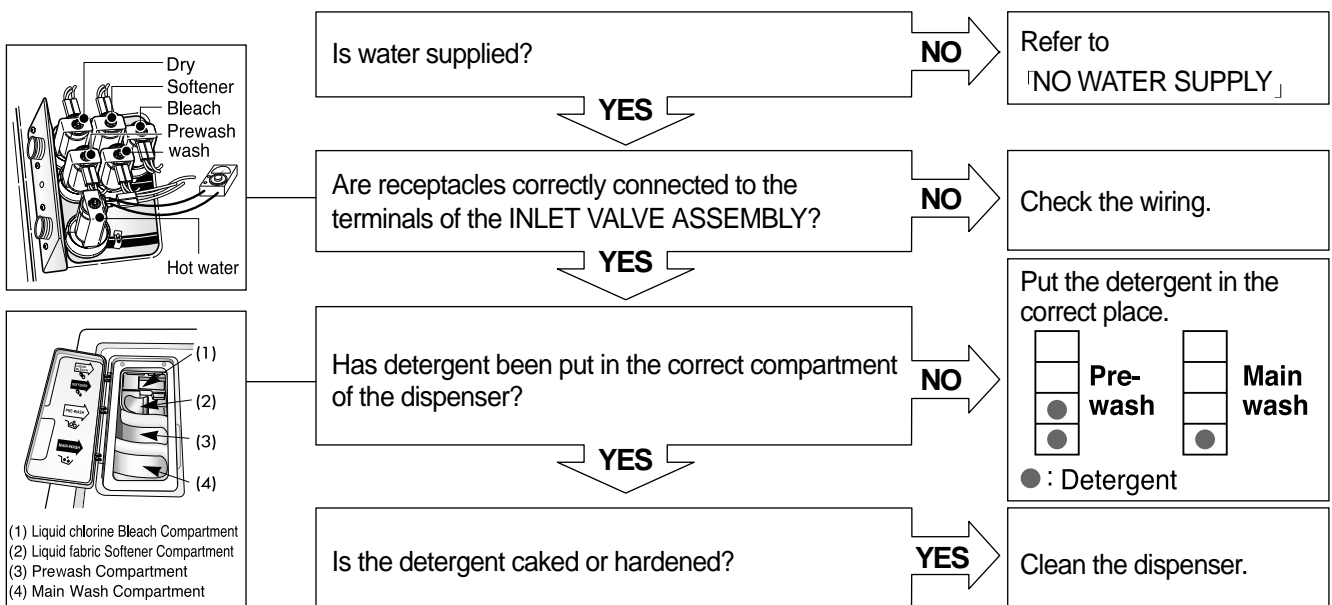 Dry
Softener
Bleach
Prewash
wash
Hot water
Is water supplied?
NO
Refer to
「NO WATER SUPPLY」
YES
Are receptacles correctly connected to the
terminals of the INLET VALVE ASSEMBLY?
NO
Check the wiring.
YES
(1)
(2)
(3)
(4)
PRE-WASH
MAIN WASH
(1) Liquid chlorine Bleach Compartment
(2) Liquid fabric Softener Compartment
(3) Prewash Compartment
(4) Main Wash Compartment
Has detergent been put in the correct compartment
of the dispenser?
NO
Put the detergent in the
correct place.
Pre-
wash
Main
wash
: Detergent
YES
Is the detergent caked or hardened?
YES
Clean the dispenser.